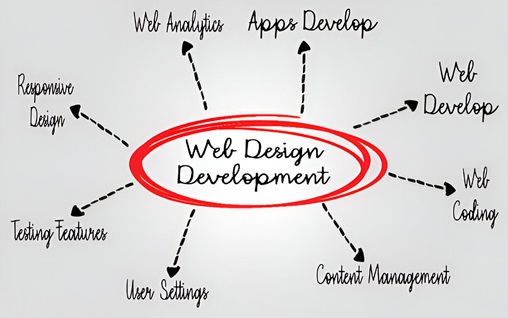 Web Analytics
Apps Develop
Responsive
Design
Web
Develop
Web Design
Development
Web
Coding
Testing Features
User Settings
Content Management